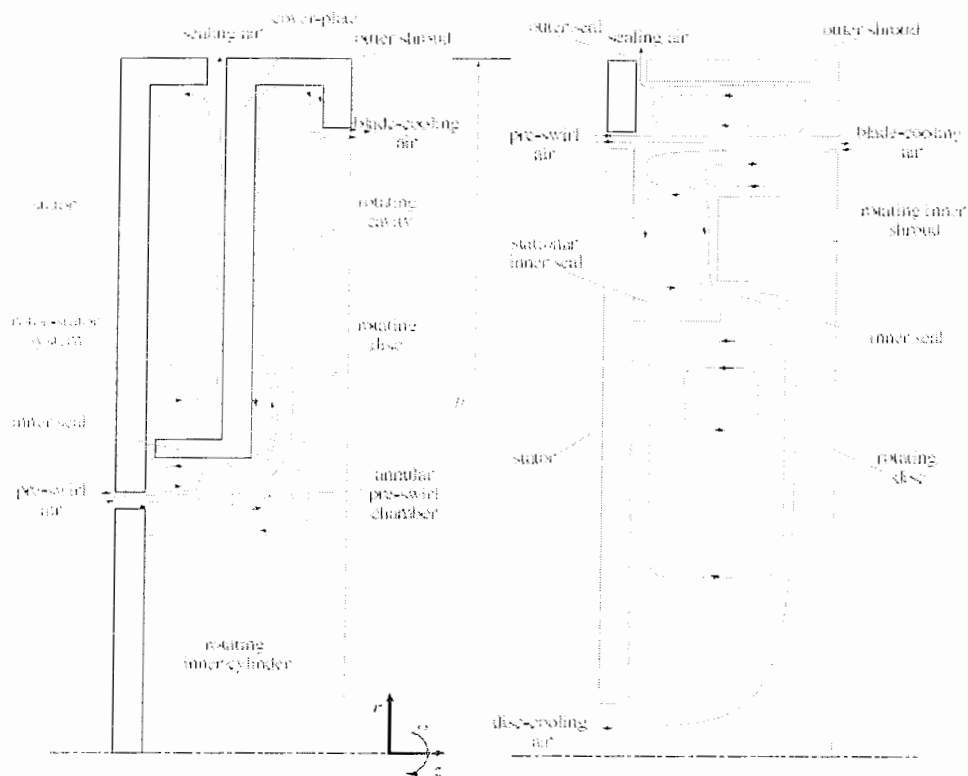 cover-plate
sealing air
outer shroud
blade-cooling
air
stator
rotating
cavity
rotor-stator
system
rotating
disc
inner seal
pre-swirl
air
annular
pre-swirl
chamber
rotating
inner cylinder
r
z
outer seal
sealing air
outer shroud
pre-swirl
air
blade-cooling
air
rotating inner
shroud
inner seal
stator
rotating
disc
disc-cooling
air
inner seal